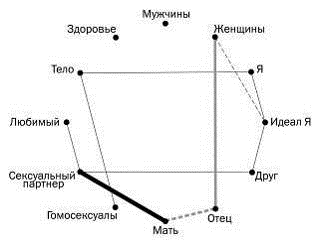 Мужчины
Здоровье
Женщины
Тело
Я
Любимый
Идеал Я
Сексуальный
партнер
Друг
Гомосексуалы
Отец
Мать